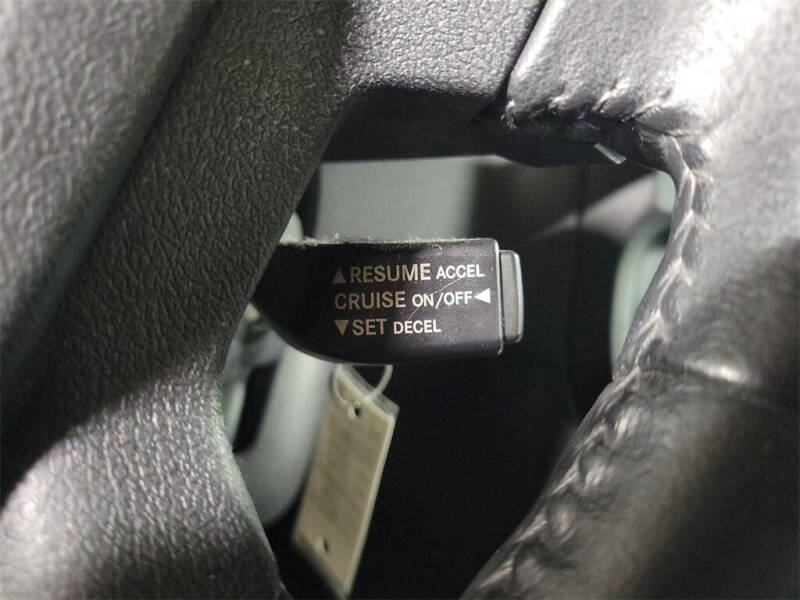 ▲RESUME ACCEL
CRUISE ON/OFF◀
▼SET DECEL